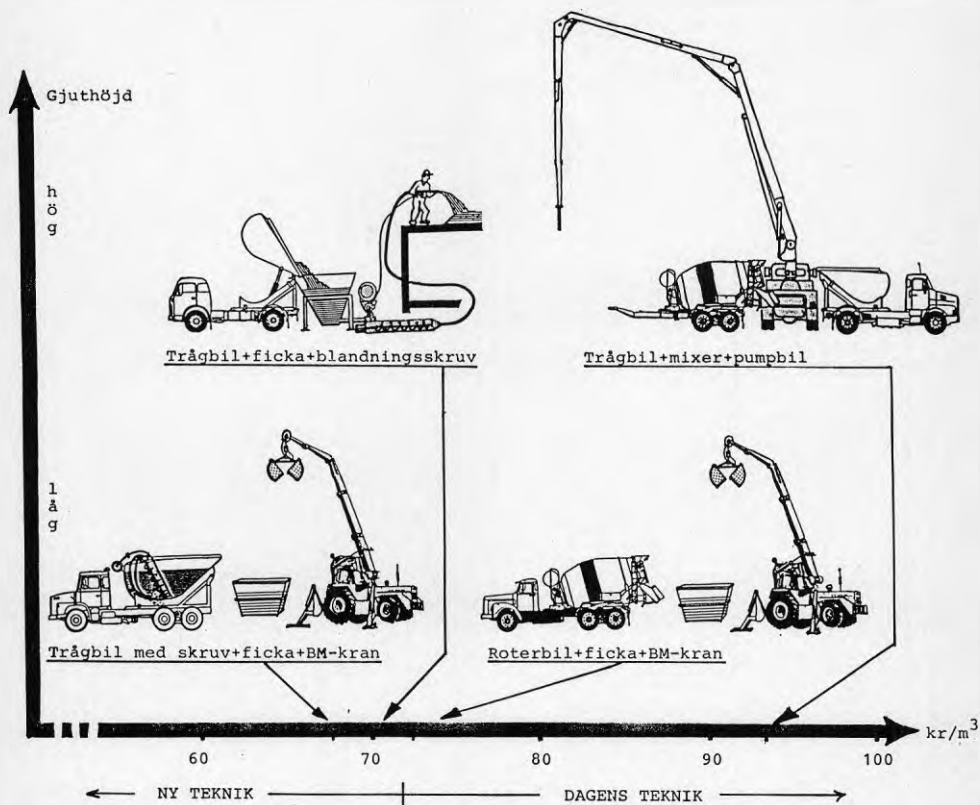 Gjuthöjd
h
ö
g
Trågbil+ficka+blandningsskruv
Trågbil+mixer+pumpbil
l
å
g
Trågbil med skruv+ficka+BM-kran
Roterbil+ficka+BM-kran
kr/m³
60 70 80 90 100
NY TEKNIK DAGENS TEKNIK